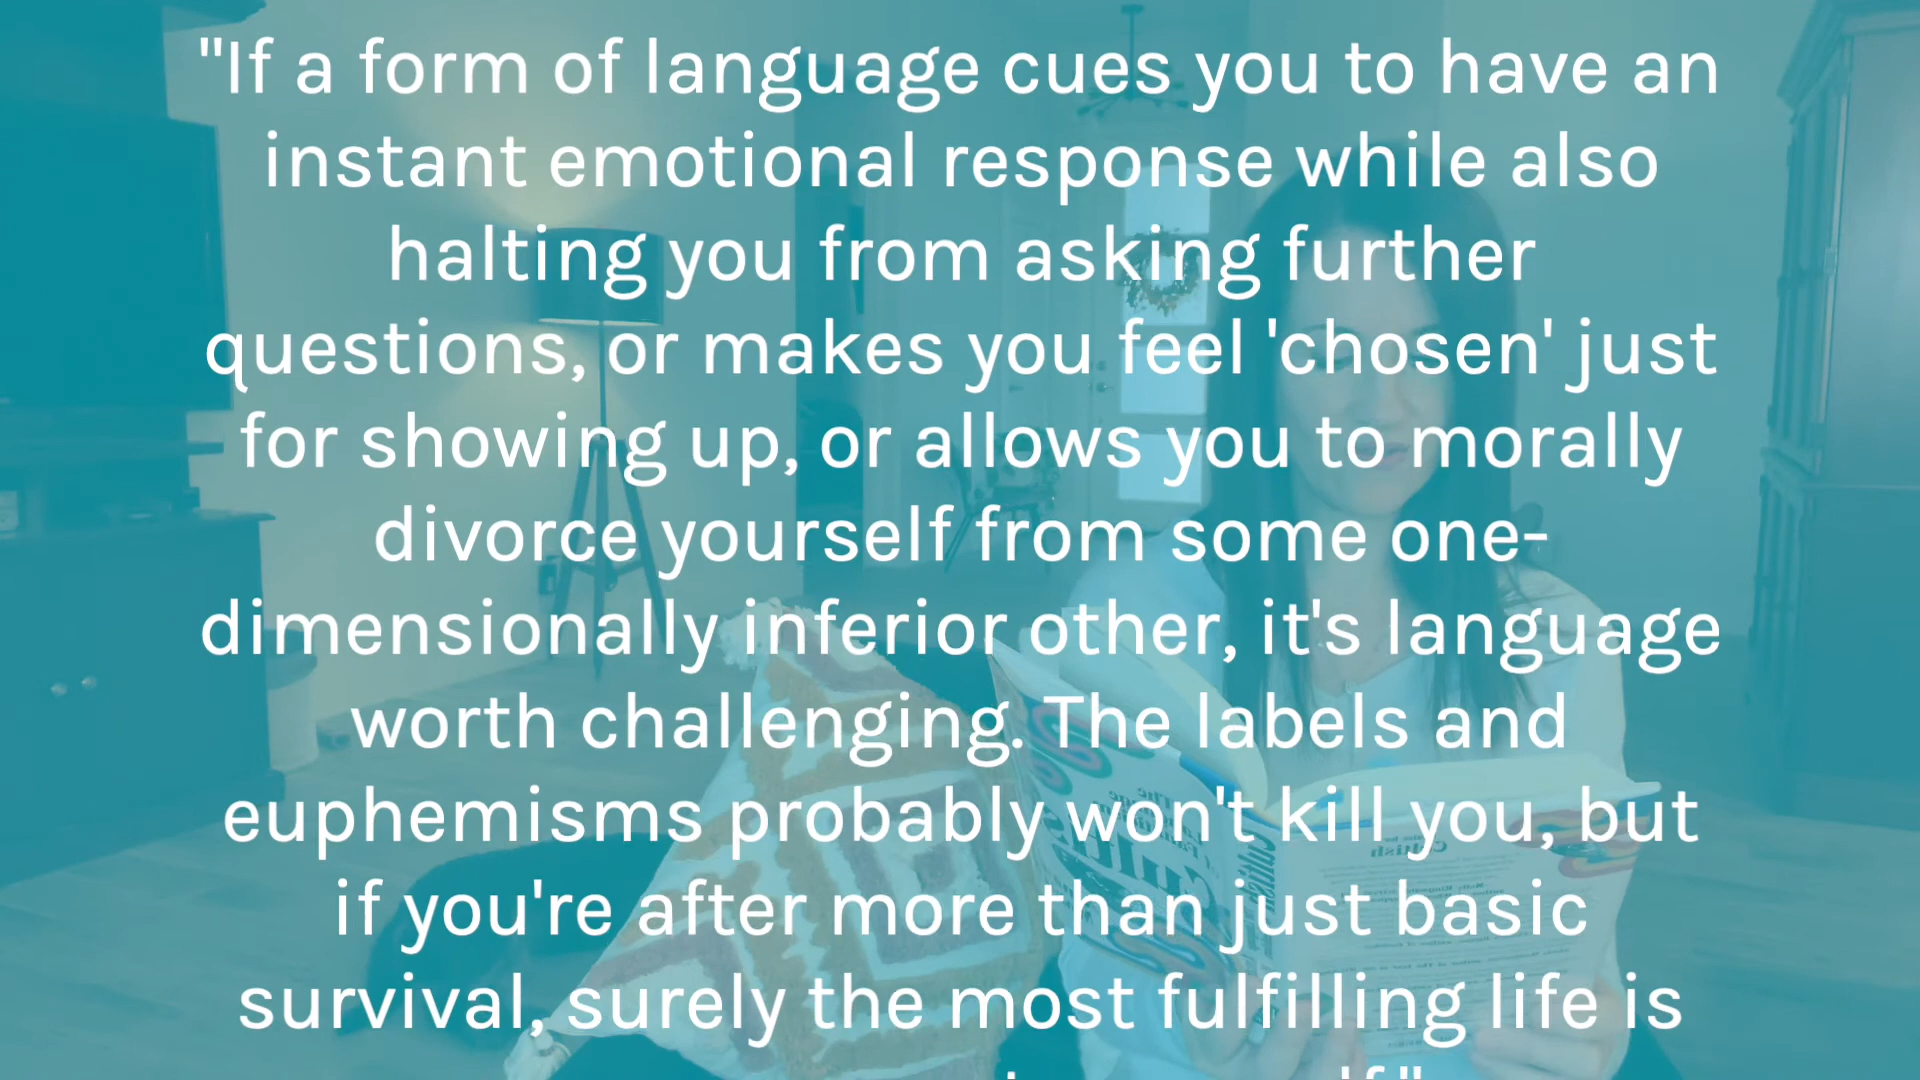 "If a form of language cues you to have an
instant emotional response while also
halting you from asking further
questions, or makes you feel 'chosen' just
for showing up, or allows you to morally
divorce yourself from some one-
dimensionally inferior other, it's language
worth challenging. The labels and
euphemisms probably won't kill you, but
if you're after more than just basic
survival, surely the most fulfilling life is
Cultish